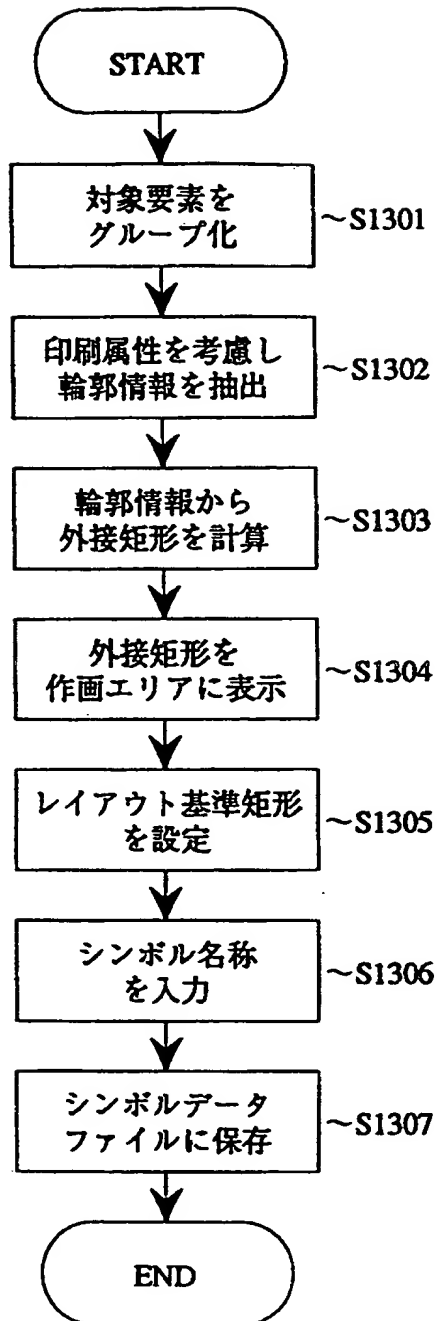 START
対象要素を
グループ化
~S1301
印刷属性を考慮し
輪郭情報を抽出
~S1302
輪郭情報から
外接矩形を計算
~S1303
外接矩形を
作画エリアに表示
~S1304
レイアウト基準矩形
を設定
~S1305
シンボル名称
を入力
~S1306
シンボルデータ
ファイルに保存
~S1307
END